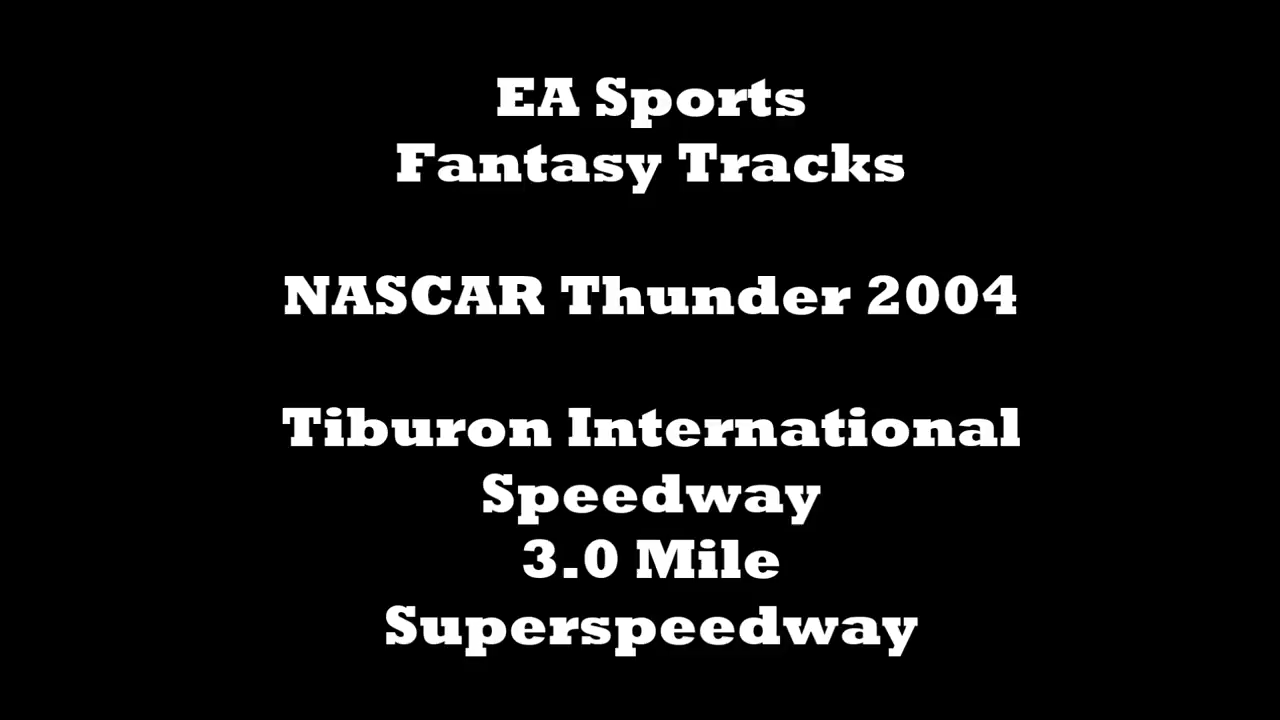 EA Sports
Fantasy Tracks
NASCAR Thunder 2004
Tiburon International
Speedway
3.0 Mile
Superspeedway